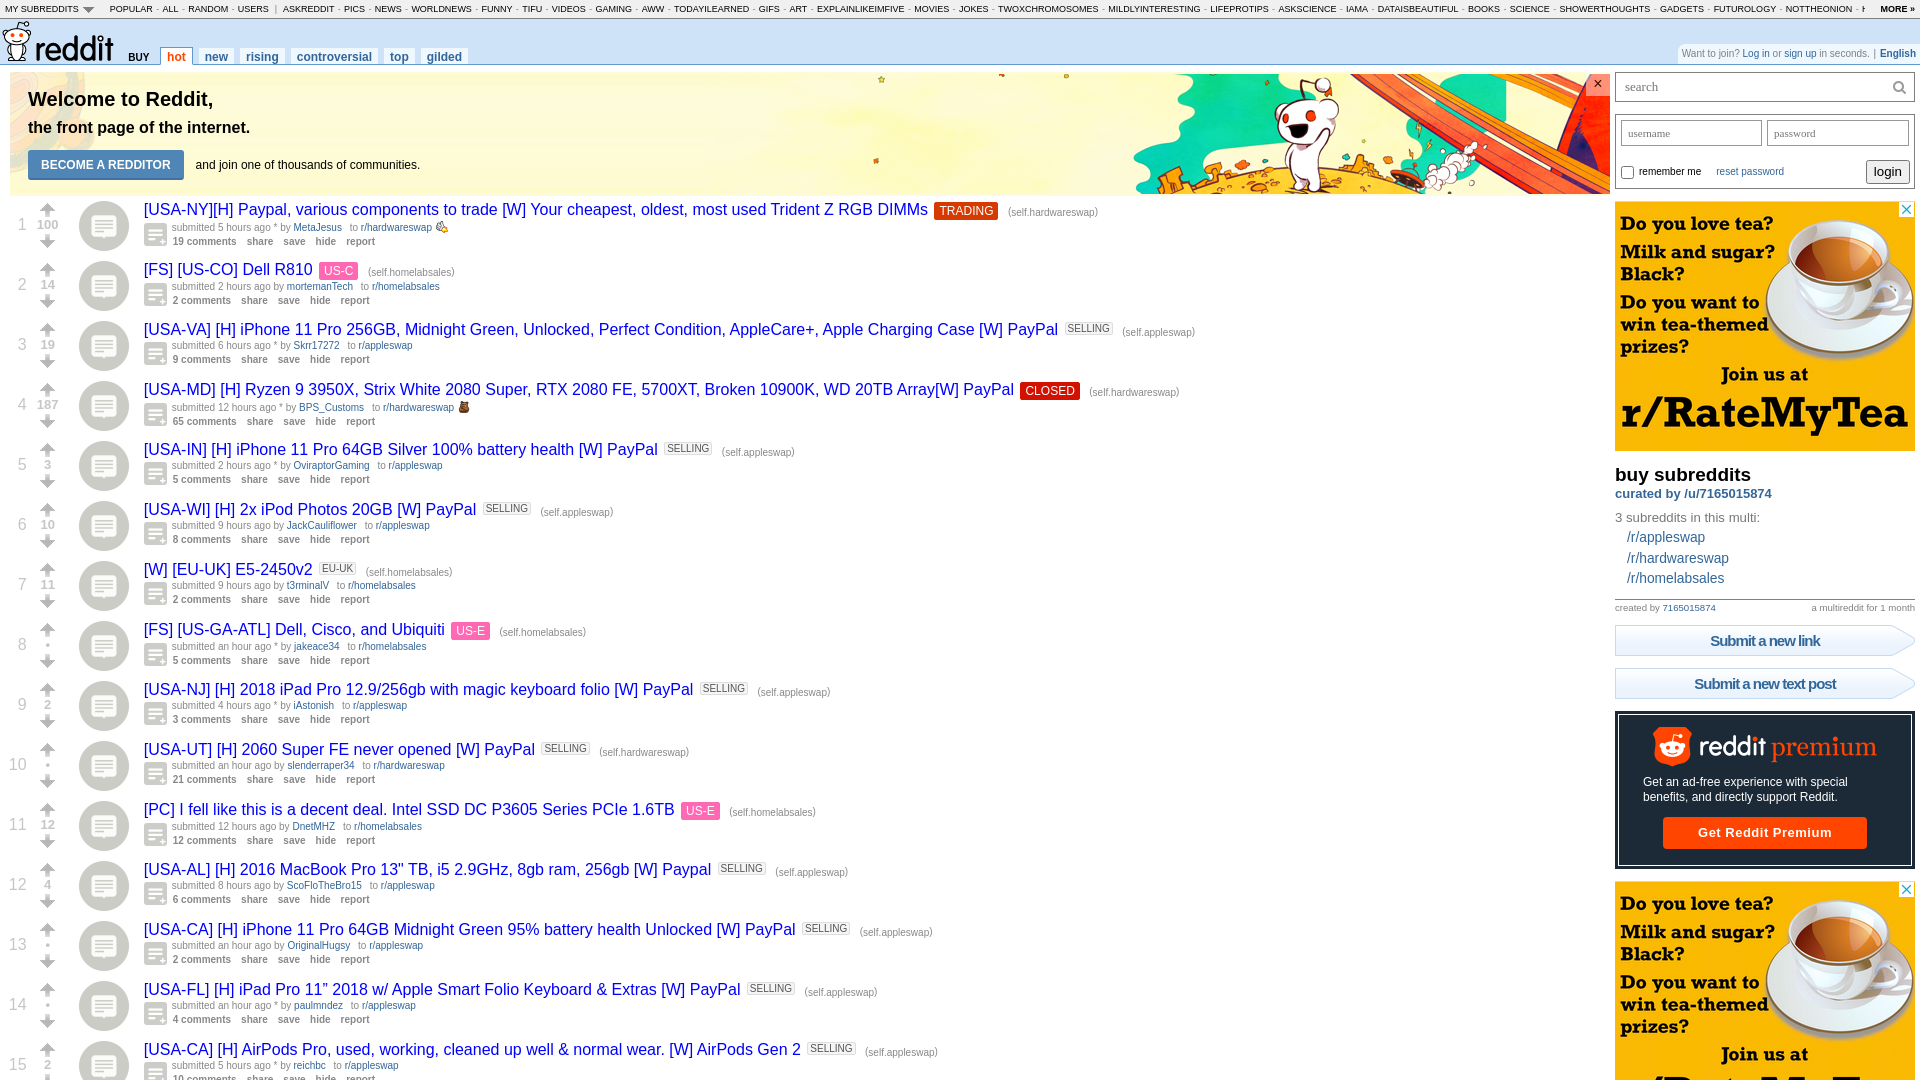 MY SUBREDDITS POPULAR - ALL - RANDOM - USERS | ASKREDDIT - PICS - NEWS - WORLDNEWS - FUNNY - TIFU - VIDEOS - GAMING - AWW - TODAYILEARNED - GIFS - ART - EXPLAINLIKEIMFIVE - MOVIES - JOKES - TWOXCHROMOSOMES - MILDLYINTERESTING - LIFEPROTIPS - ASKSCIENCE - IAMA - DATAISBEAUTIFUL - BOOKS - SCIENCE - SHOWERTHOUGHTS - GADGETS - FUTUROLOGY - NOTTHEONION - MORE »
reddit BUY hot new rising controversial top gilded
Want to join? Log in or sign up in seconds. | English
Welcome to Reddit,
the front page of the internet.
BECOME A REDDITOR and join one of thousands of communities.
×
1 100 [USA-NY][H] Paypal, various components to trade [W] Your cheapest, oldest, most used Trident Z RGB DIMMs TRADING (self.hardwareswap)
submitted 5 hours ago * by MetaJesus to r/hardwareswap
19 comments share save hide report
2 14 [FS] [US-CO] Dell R810 US-C (self.homelabsales)
submitted 2 hours ago by mortemanTech to r/homelabsales
2 comments share save hide report
3 19 [USA-VA] [H] iPhone 11 Pro 256GB, Midnight Green, Unlocked, Perfect Condition, AppleCare+, Apple Charging Case [W] PayPal SELLING (self.appleswap)
submitted 6 hours ago * by Skrr17272 to r/appleswap
9 comments share save hide report
4 187 [USA-MD] [H] Ryzen 9 3950X, Strix White 2080 Super, RTX 2080 FE, 5700XT, Broken 10900K, WD 20TB Array[W] PayPal CLOSED (self.hardwareswap)
submitted 12 hours ago * by BPS_Customs to r/hardwareswap
65 comments share save hide report
5 3 [USA-IN] [H] iPhone 11 Pro 64GB Silver 100% battery health [W] PayPal SELLING (self.appleswap)
submitted 2 hours ago * by OviraptorGaming to r/appleswap
5 comments share save hide report
6 10 [USA-WI] [H] 2x iPod Photos 20GB [W] PayPal SELLING (self.appleswap)
submitted 9 hours ago by JackCauliflower to r/appleswap
8 comments share save hide report
7 11 [W] [EU-UK] E5-2450v2 EU-UK (self.homelabsales)
submitted 9 hours ago by t3rminalV to r/homelabsales
2 comments share save hide report
8 • [FS] [US-GA-ATL] Dell, Cisco, and Ubiquiti US-E (self.homelabsales)
submitted an hour ago * by jakeace34 to r/homelabsales
5 comments share save hide report
9 2 [USA-NJ] [H] 2018 iPad Pro 12.9/256gb with magic keyboard folio [W] PayPal SELLING (self.appleswap)
submitted 4 hours ago * by iAstonish to r/appleswap
3 comments share save hide report
10 • [USA-UT] [H] 2060 Super FE never opened [W] PayPal SELLING (self.hardwareswap)
submitted an hour ago by slenderraper34 to r/hardwareswap
21 comments share save hide report
11 12 [PC] I fell like this is a decent deal. Intel SSD DC P3605 Series PCIe 1.6TB US-E (self.homelabsales)
submitted 12 hours ago by DnetMHZ to r/homelabsales
12 comments share save hide report
12 4 [USA-AL] [H] 2016 MacBook Pro 13" TB, i5 2.9GHz, 8gb ram, 256gb [W] Paypal SELLING (self.appleswap)
submitted 8 hours ago by ScoFloTheBro15 to r/appleswap
6 comments share save hide report
13 • [USA-CA] [H] iPhone 11 Pro 64GB Midnight Green 95% battery health Unlocked [W] PayPal SELLING (self.appleswap)
submitted an hour ago by OriginalHugsy to r/appleswap
2 comments share save hide report
14 • [USA-FL] [H] iPad Pro 11” 2018 w/ Apple Smart Folio Keyboard & Extras [W] PayPal SELLING (self.appleswap)
submitted an hour ago * by paulmndez to r/appleswap
4 comments share save hide report
15 2 [USA-CA] [H] AirPods Pro, used, working, cleaned up well & normal wear. [W] AirPods Gen 2 SELLING (self.appleswap)
submitted 5 hours ago * by reichbc to r/appleswap
10 comments share save hide report
search
username password
remember me reset password login
Do you love tea?
Milk and sugar?
Black?
Do you want to
win tea-themed
prizes?
Join us at
r/RateMyTea
buy subreddits
curated by /u/7165015874
3 subreddits in this multi:
/r/appleswap
/r/hardwareswap
/r/homelabsales
created by 7165015874 a multireddit for 1 month
Submit a new link
Submit a new text post
reddit premium
Get an ad-free experience with special
benefits, and directly support Reddit.
Get Reddit Premium
Do you love tea?
Milk and sugar?
Black?
Do you want to
win tea-themed
prizes?
Join us at